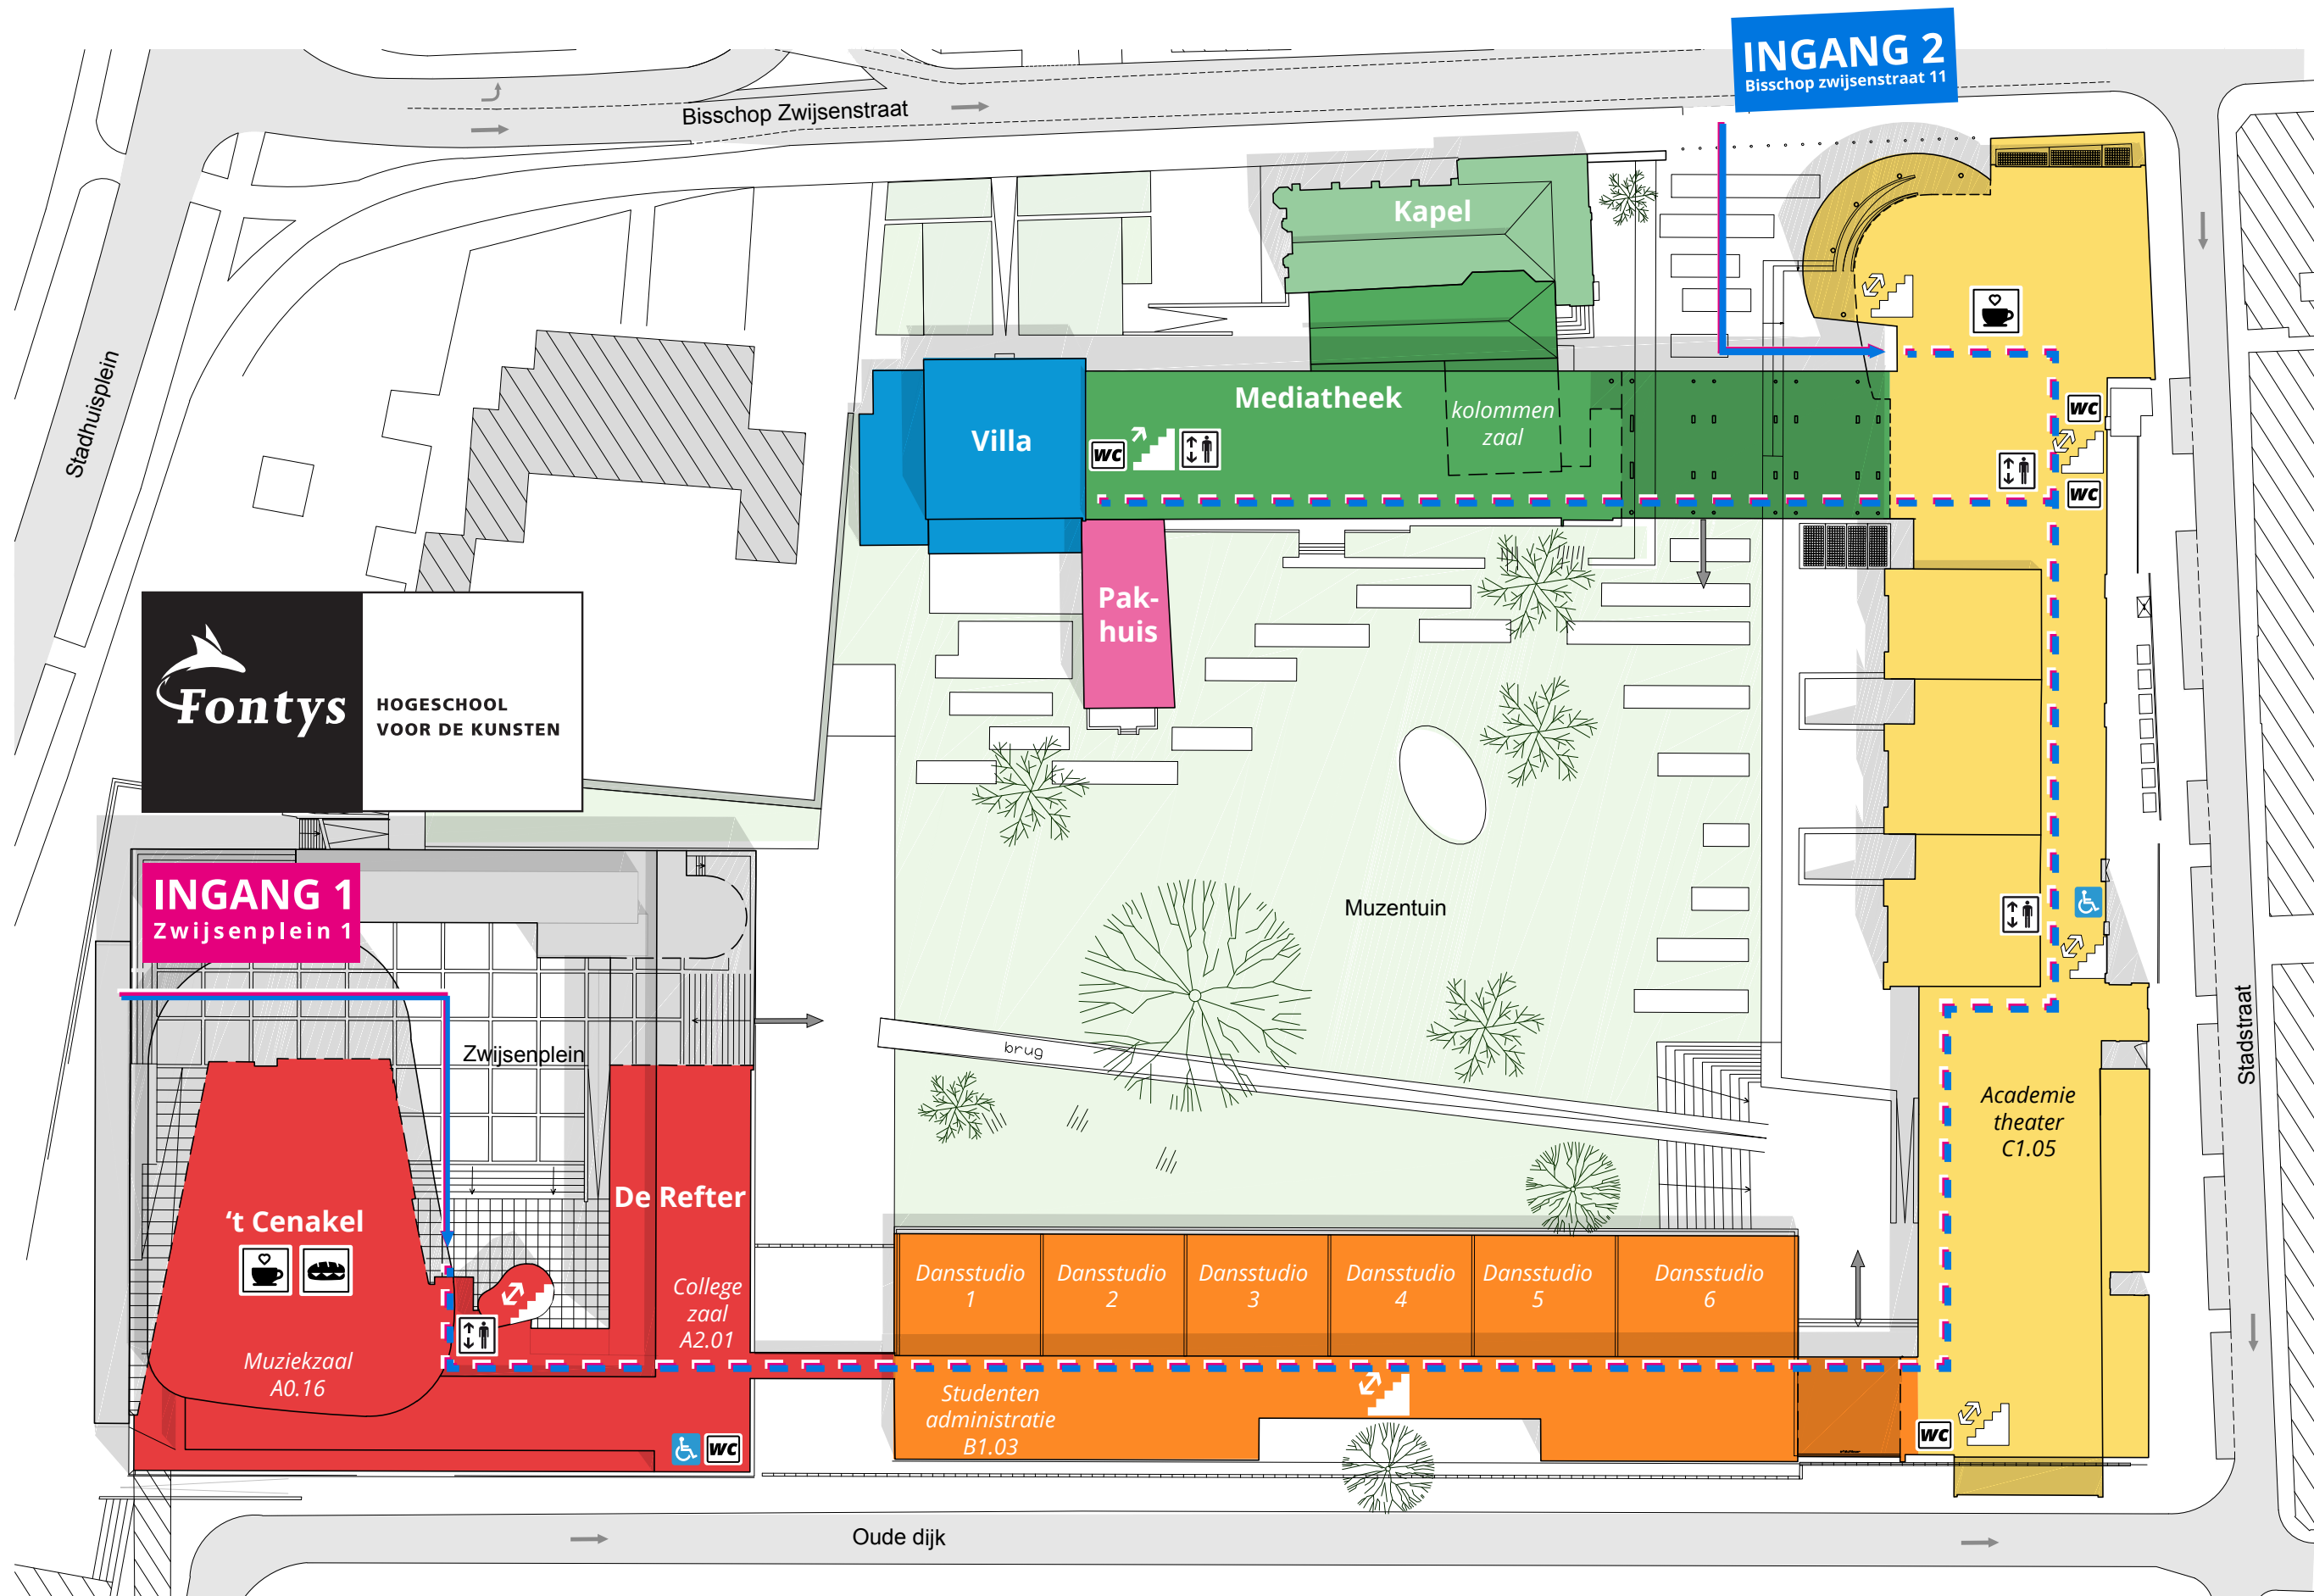 INGANG 2
Bisschop zwijsenstraat 11
Bisschop Zwijsenstraat
Kapel
Stadhuisplein
Mediatheek
kolommen
zaal
Villa
WC
WC
WC
Pak-
huis
Fontys
HOGESCHOOL
VOOR DE KUNSTEN
INGANG 1
Zwijsenplein 1
Muzentuin
Zwijsenplein
brug
Stadstraat
Academie
theater
C1.05
De Refter
't Cenakel
College
zaal
A2.01
Dansstudio
1
Dansstudio
2
Dansstudio
3
Dansstudio
4
Dansstudio
5
Dansstudio
6
Muziekzaal
A0.16
Studenten
administratie
B1.03
WC
WC
Oude dijk